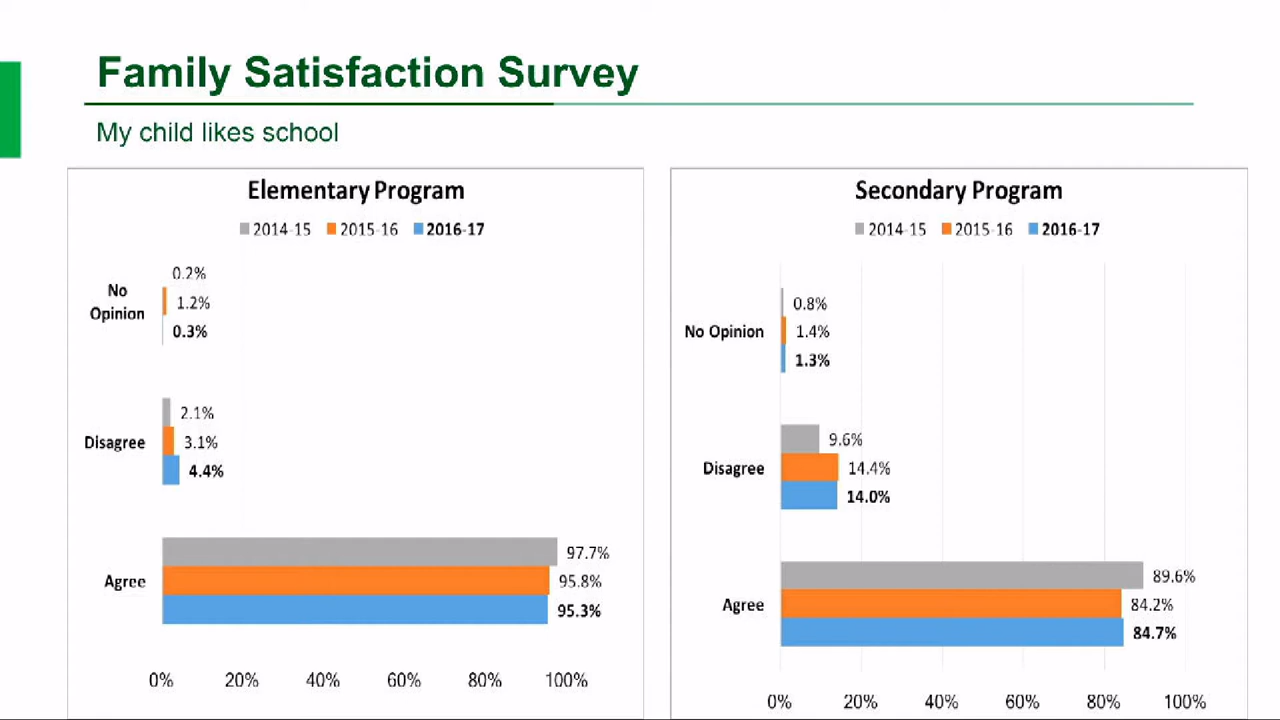 Family Satisfaction Survey
My child likes school
Elementary Program
2014-15 2015-16 2016-17
No
Opinion
0.2%
1.2%
0.3%
Disagree
2.1%
3.1%
4.4%
Agree
97.7%
95.8%
95.3%
0% 20% 40% 60% 80% 100%
Secondary Program
2014-15 2015-16 2016-17
No Opinion
0.8%
1.4%
1.3%
Disagree
9.6%
14.4%
14.0%
Agree
89.6%
84.2%
84.7%
0% 20% 40% 60% 80% 100%